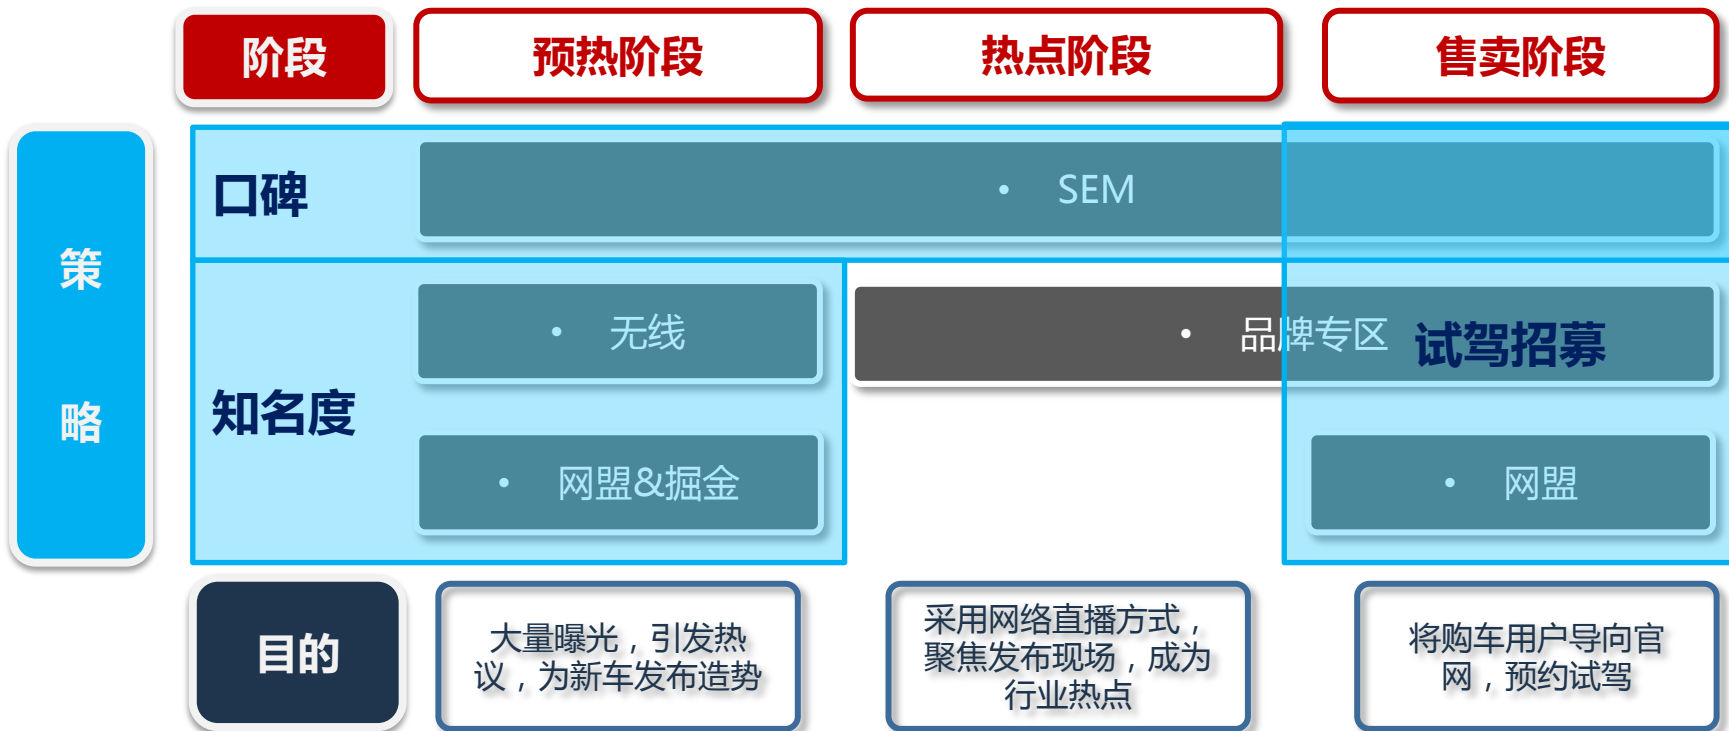 阶段
预热阶段
热点阶段
售卖阶段
策
略
口碑
• SEM
知名度
• 无线
• 品牌专区
试驾招募
• 网盟&掘金
• 网盟
目的
大量曝光，引发热
议，为新车发布造势
采用网络直播方式，
聚焦发布现场，成为
行业热点
将购车用户导向官
网，预约试驾